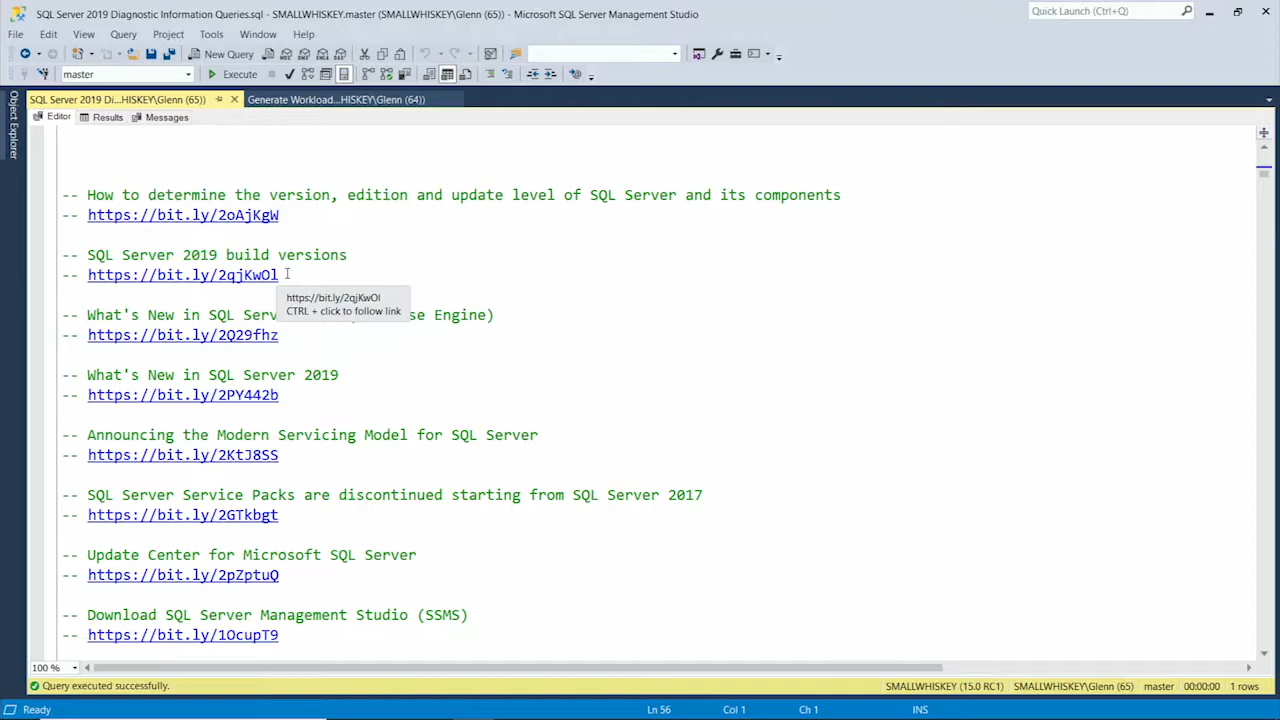 SQL Server 2019 Diagnostic Information Queries.sql - SMALLWHISKEY.master (SMALLWHISKEY\Glenn (65)) - Microsoft SQL Server Management Studio
Quick Launch (Ctrl+Q)
File Edit View Query Project Tools Window Help
New Query
master
Execute
SQL Server 2019 Di...HISKEY\Glenn (65))
Generate Workload...HISKEY\Glenn (64))
Object Explorer
Editor Results Messages
-- How to determine the version, edition and update level of SQL Server and its components
-- https://bit.ly/2oAjKgW
-- SQL Server 2019 build versions
-- https://bit.ly/2qjKwOl
https://bit.ly/2qjKwOl
CTRL + click to follow link
-- What's New in SQL Serv
se Engine)
-- https://bit.ly/2Q29fhz
-- What's New in SQL Server 2019
-- https://bit.ly/2PY442b
-- Announcing the Modern Servicing Model for SQL Server
-- https://bit.ly/2KtJ8SS
-- SQL Server Service Packs are discontinued starting from SQL Server 2017
-- https://bit.ly/2GTkbgt
-- Update Center for Microsoft SQL Server
-- https://bit.ly/2pZptuQ
-- Download SQL Server Management Studio (SSMS)
-- https://bit.ly/1OcupT9
100 %
Query executed successfully.
SMALLWHISKEY (15.0 RC1) SMALLWHISKEY\Glenn (65) master 00:00:00 1 rows
Ready
Ln 56 Col 1 Ch 1 INS